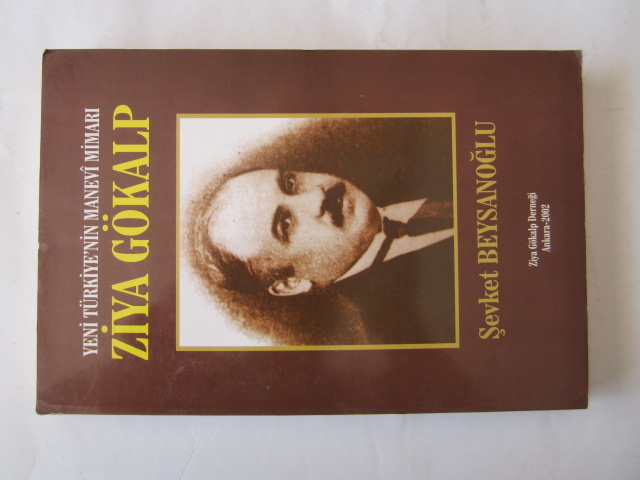 YENİ TÜRKİYE'NİN MANEVÎ MİMARI
ZİYA GÖKALP
Şevket BEYSANOĞLU
Ziya Gökalp Derneği
Ankara-2002